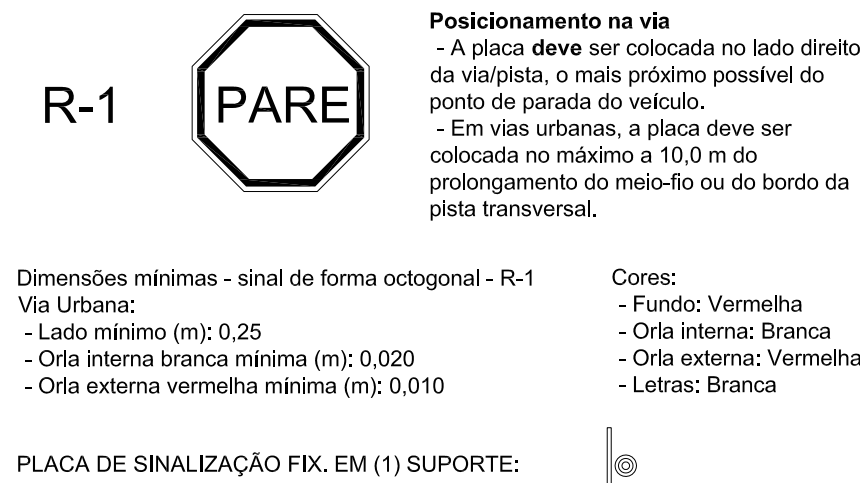 R-1
PARE
Posicionamento na via
- A placa deve ser colocada no lado direito
da via/pista, o mais próximo possível do
ponto de parada do veículo.
- Em vias urbanas, a placa deve ser
colocada no máximo a 10,0 m do
prolongamento do meio-fio ou do bordo da
pista transversal.
Dimensões mínimas - sinal de forma octogonal - R-1
Via Urbana:
- Lado mínimo (m): 0,25
- Orla interna branca mínima (m): 0,020
- Orla externa vermelha mínima (m): 0,010
Cores:
- Fundo: Vermelha
- Orla interna: Branca
- Orla externa: Vermelha
- Letras: Branca
PLACA DE SINALIZAÇÃO FIX. EM (1) SUPORTE: